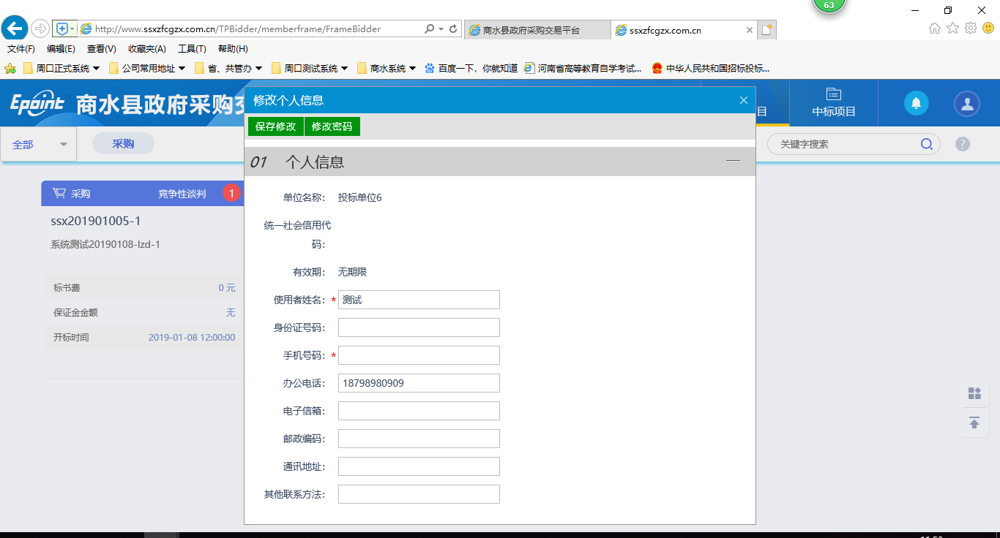 63
http://www.ssxzfcgzx.com.cn/TPBidder/memberframe/FrameBidder
商水县政府采购交易平台
ssxzfcgzx.com.cn
文件(F) 编辑(E) 查看(V) 收藏夹(A) 工具(T) 帮助(H)
周口正式系统 公司常用地址 省、共管办 周口测试系统 商水系统 百度一下，你就知道 河南省高等教育自学考试... 中华人民共和国招标投标...
Epoint 商水县政府采购交
目
中标项目
全部
采购
关键字搜索
?
采购 竞争性谈判 1
ssx201901005-1
系统测试20190108-lzd-1
标书费 0 元
保证金金额 无
开标时间 2019-01-08 12:00:00
修改个人信息
保存修改 修改密码
01 个人信息
单位名称： 投标单位6
统一社会信用代
码：
有效期： 无期限
使用者姓名： * 测试
身份证号码：
手机号码： *
办公电话： 18798980909
电子信箱：
邮政编码：
通讯地址：
其他联系方法：